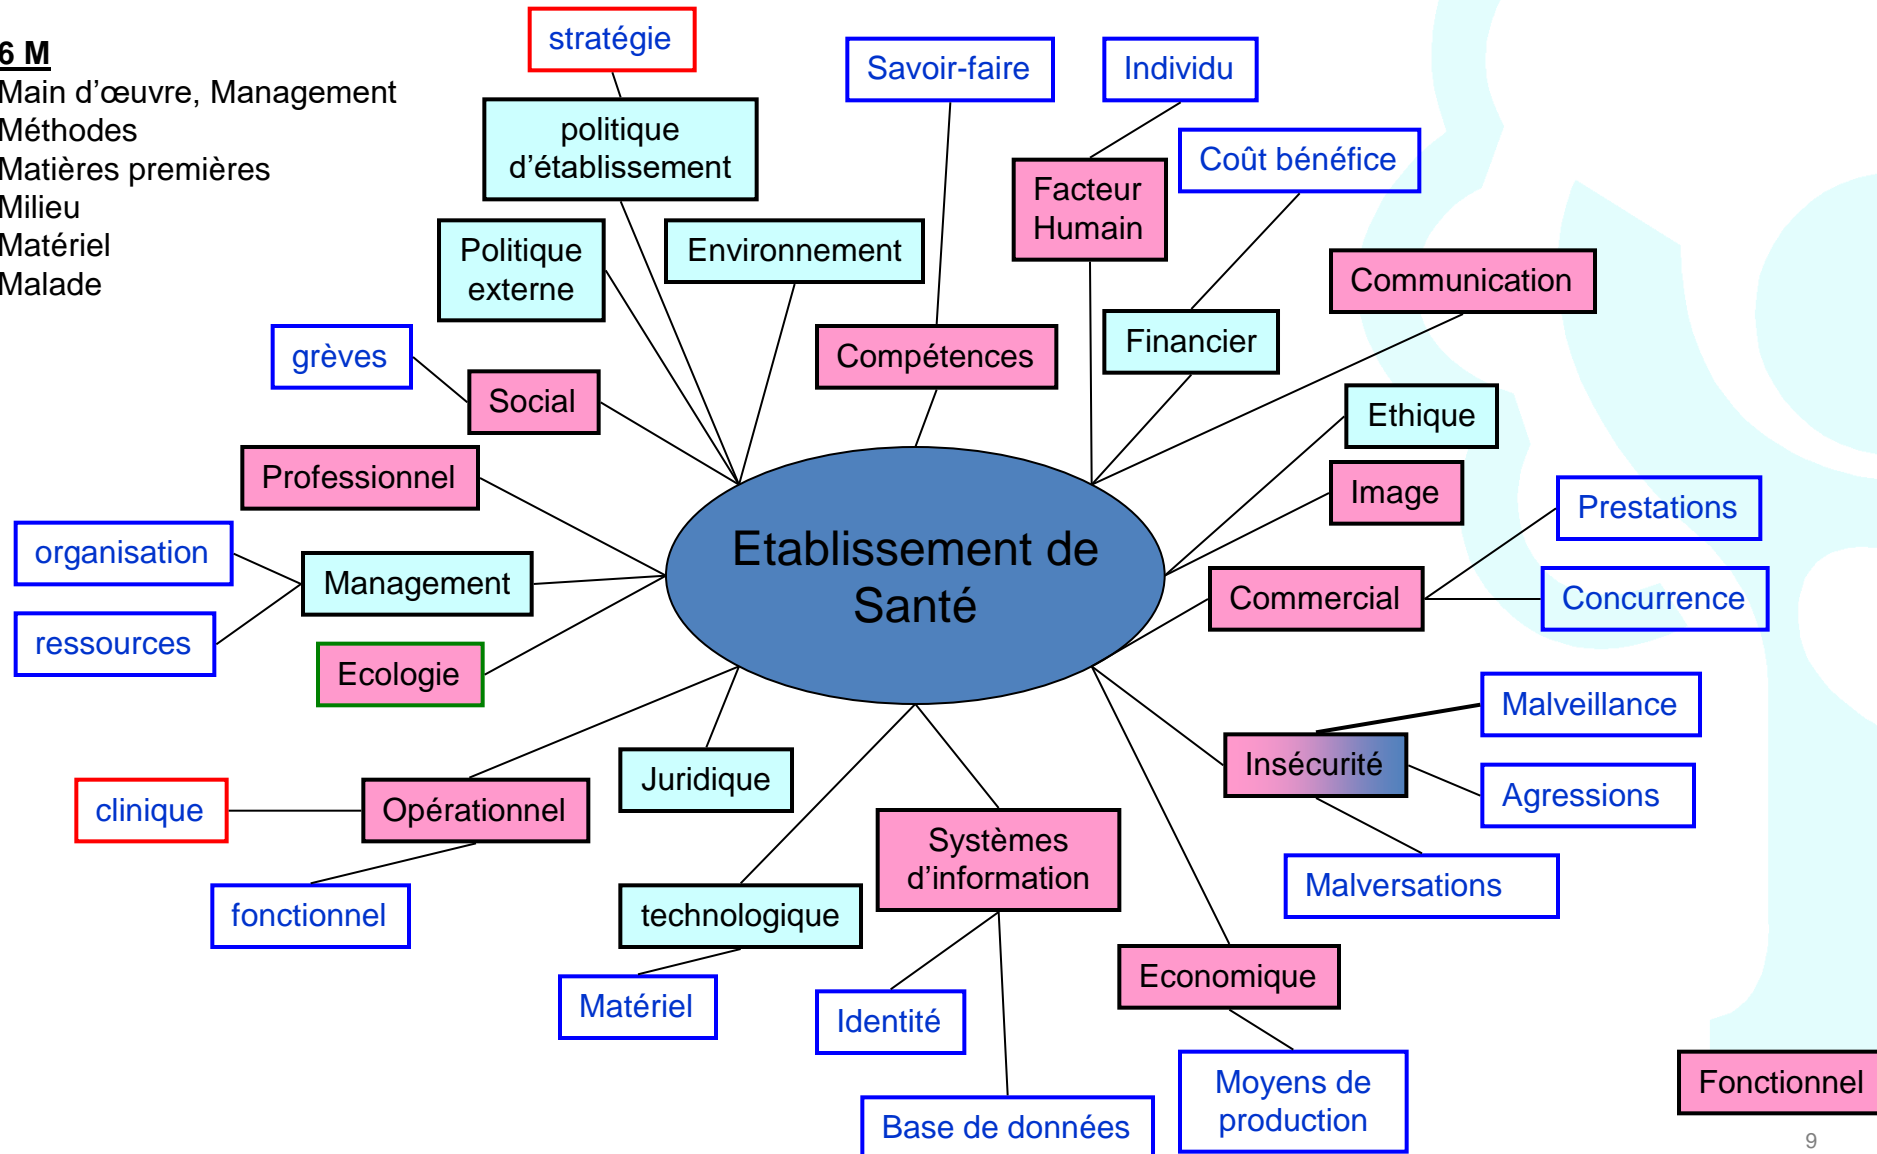 6 M
Main d’œuvre, Management
Méthodes
Matières premières
Milieu
Matériel
Malade
stratégie
politique
d’établissement
Savoir-faire
Individu
Coût bénéfice
Facteur
Humain
Politique
externe
Environnement
Communication
grèves
Compétences
Financier
Social
Ethique
Professionnel
Image
Prestations
organisation
Management
Etablissement de
Santé
Commercial
Concurrence
ressources
Ecologie
Malveillance
Juridique
Insécurité
Agressions
clinique
Opérationnel
Systèmes
d’information
Malversations
fonctionnel
technologique
Economique
Matériel
Identité
Moyens de
production
Base de données
Fonctionnel
9